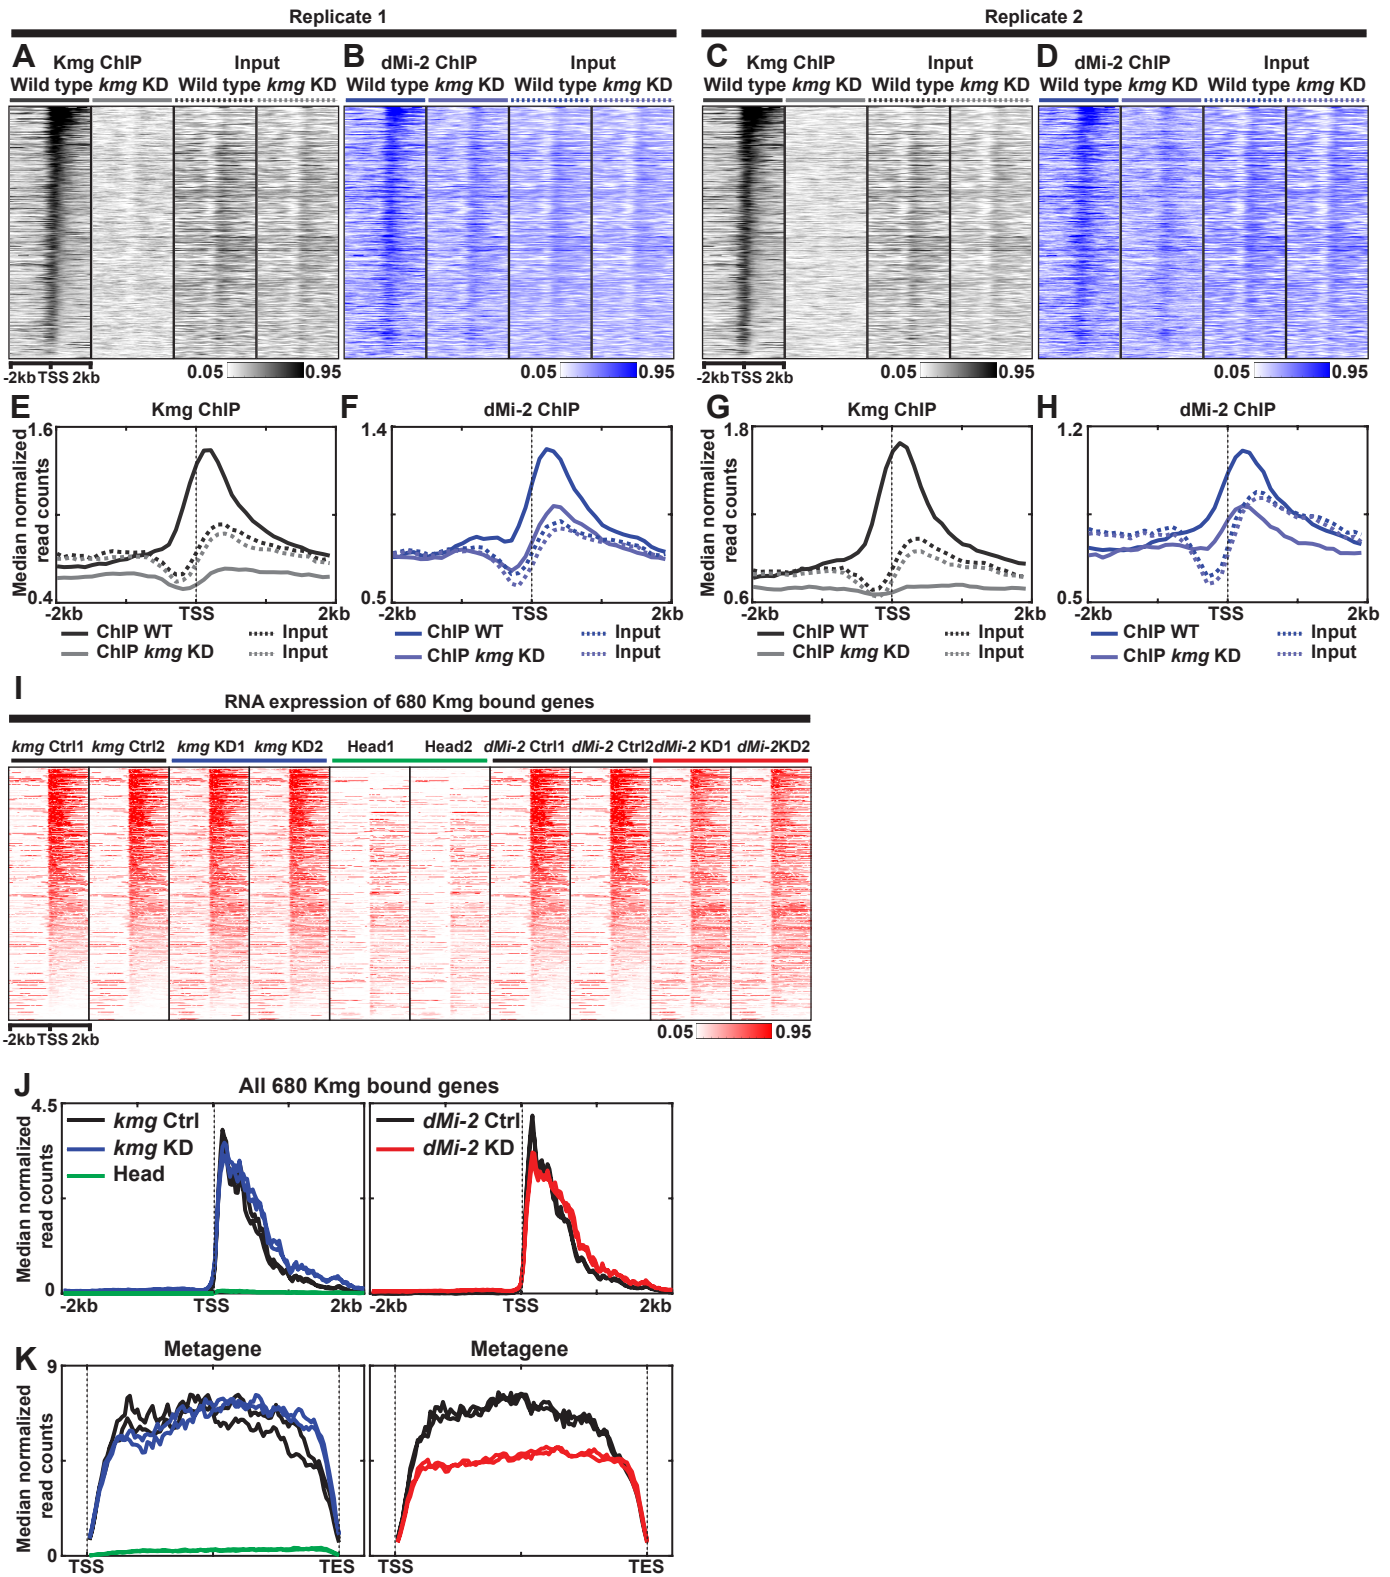 Replicate 1
Replicate 2
A
Kmg ChIP
Input
B
dMi-2 ChIP
Input
C
Kmg ChIP
Input
D
dMi-2 ChIP
Input
Wild type kmg KD
Wild type kmg KD
Wild type kmg KD
Wild type kmg KD
Wild type kmg KD
Wild type kmg KD
Wild type kmg KD
Wild type kmg KD
-2kb TSS 2kb
0.05 0.95
0.05 0.95
-2kb TSS 2kb
0.05 0.95
0.05 0.95
E
Kmg ChIP
Median normalized
read counts
1.6
0.4
-2kb TSS 2kb
ChIP WT
Input
ChIP kmg KD
Input
F
dMi-2 ChIP
1.4
0.5
-2kb TSS 2kb
ChIP WT
Input
ChIP kmg KD
Input
G
Kmg ChIP
Median normalized
read counts
1.8
0.6
-2kb TSS 2kb
ChIP WT
Input
ChIP kmg KD
Input
H
dMi-2 ChIP
1.2
0.5
-2kb TSS 2kb
ChIP WT
Input
ChIP kmg KD
Input
I
RNA expression of 680 Kmg bound genes
kmg Ctrl1 kmg Ctrl2 kmg KD1 kmg KD2 Head1 Head2 dMi-2 Ctrl1 dMi-2 Ctrl2 dMi-2 KD1 dMi-2KD2
-2kb TSS 2kb
0.05 0.95
J
All 680 Kmg bound genes
Median normalized
read counts
4.5
0
kmg Ctrl
kmg KD
Head
-2kb TSS 2kb
dMi-2 Ctrl
dMi-2 KD
-2kb TSS 2kb
K
Metagene
Metagene
Median normalized
read counts
9
0
TSS TES
TSS TES